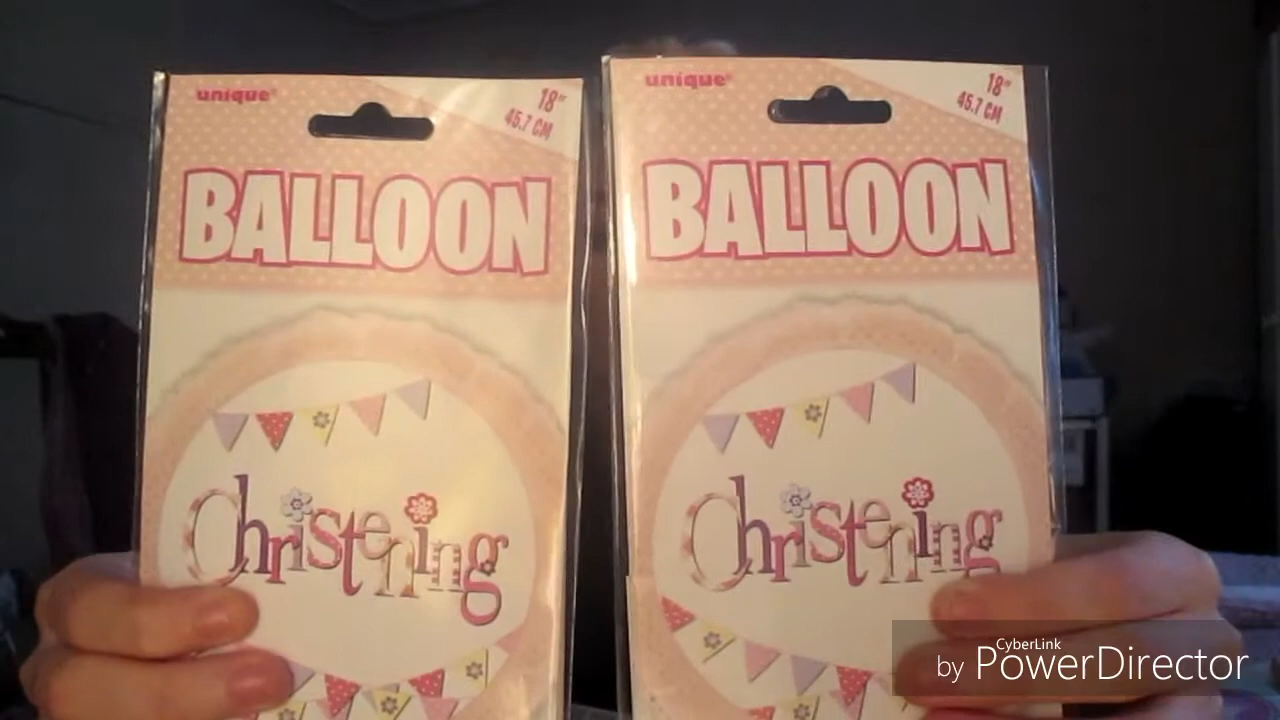 unique®
18"
45.7 CM
BALLOON
Christening
unique®
18"
45.7 CM
BALLOON
Christening
CyberLink
by PowerDirector